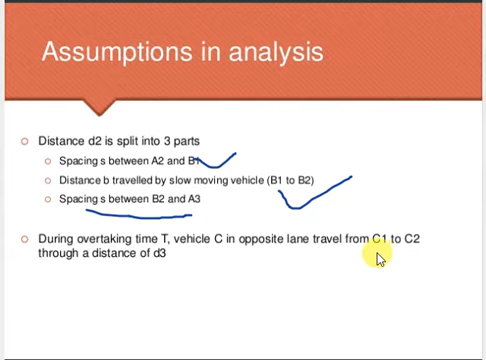 Assumptions in analysis
Distance d2 is split into 3 parts
Spacing s between A2 and B1
Distance b travelled by slow moving vehicle (B1 to B2)
Spacing s between B2 and A3
During overtaking time T, vehicle C in opposite lane travel from C1 to C2
through a distance of d3